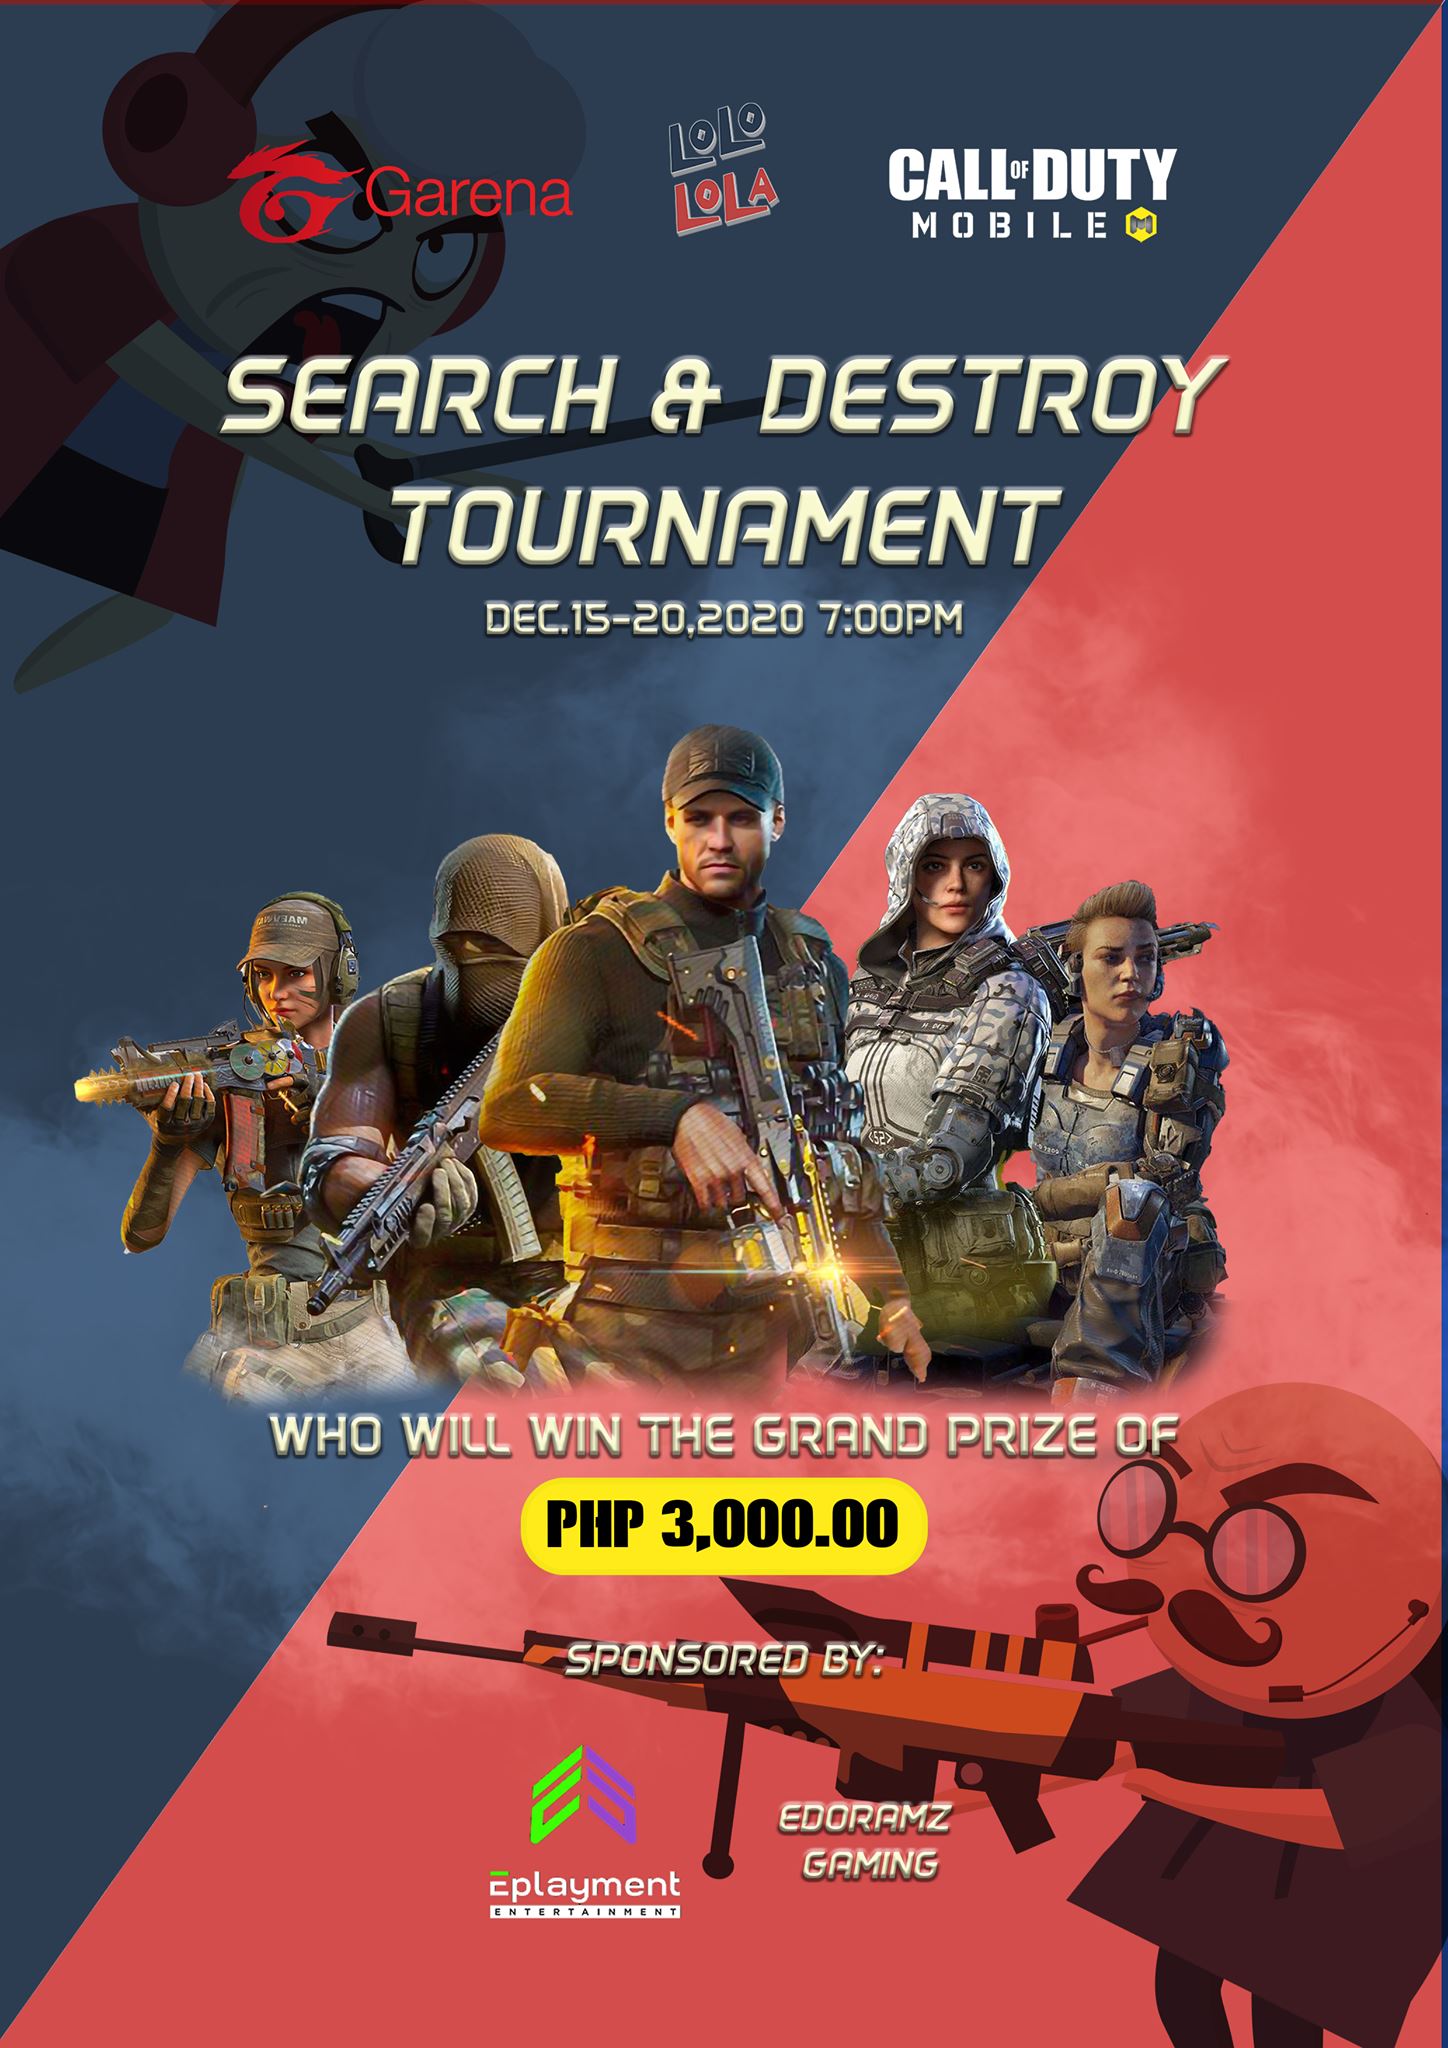 Garena
LOLO
LOLA
CALL OF DUTY
MOBILE
SEARCH & DESTROY
TOURNAMENT
DEC.15-20,2020 7:00PM
WHO WILL WIN THE GRAND PRIZE OF
PHP 3,000.00
SPONSORED BY:
Eplayment
ENTERTAINMENT
EDORAMZ
GAMING